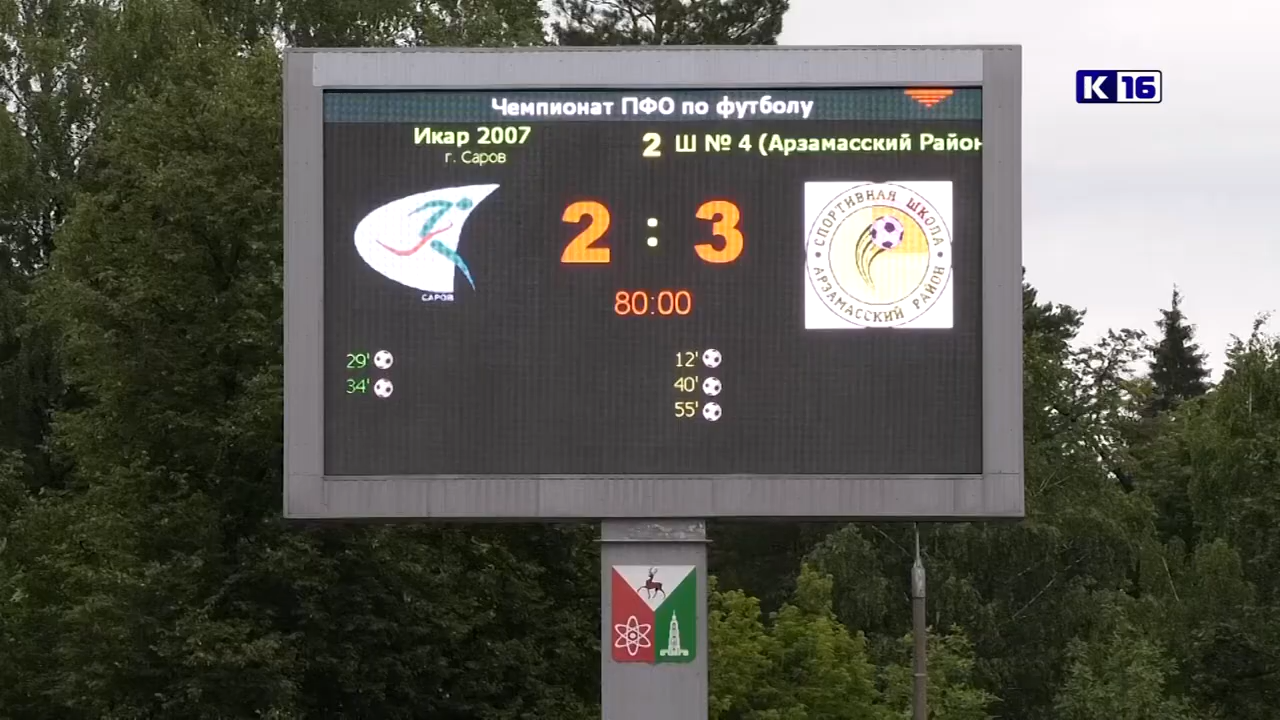 К 16
Чемпионат ПФО по футболу
Икар 2007
г. Саров
2 Ш № 4 (Арзамасский Район
2 : 3
80:00
САРОВ
СПОРТИВНАЯ ШКОЛА
АРЗАМАССКИЙ РАЙОН
29'
34'
12'
40'
55'